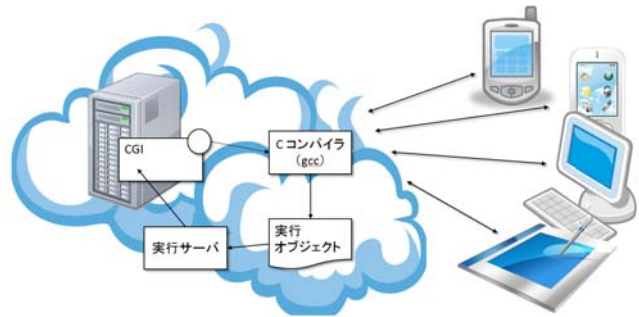 CGI
Cコンパイラ
(gcc)
実行
オブジェクト
実行サーバ